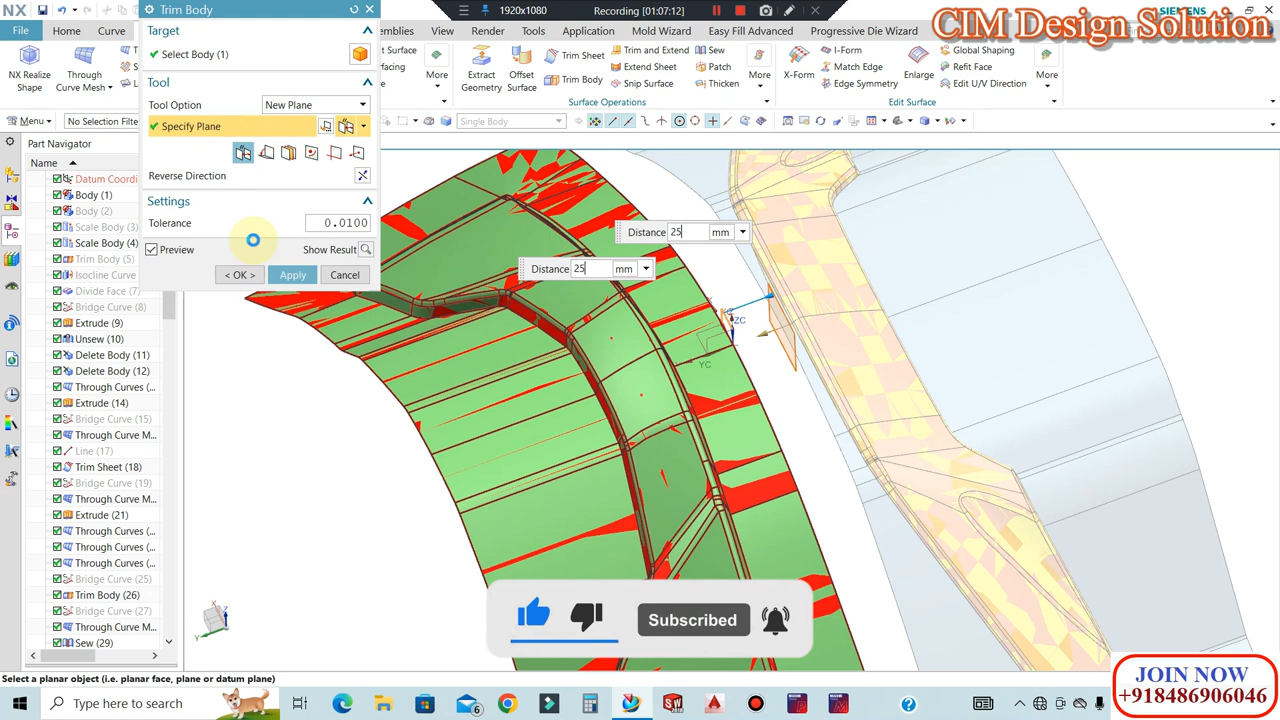 NX
Trim Body
1920x1080
Recording [01:07:12]
SIEMENS
CIM Design Solution
File
Home
Curve
emblies
View
Render
Tools
Application
Mold Wizard
Easy Fill Advanced
Progressive Die Wizard
NX Realize Shape
Through Curve Mesh
Surface
facing
More
Extract Geometry
Offset Surface
Trim Sheet
Trim Body
Trim and Extend
Extend Sheet
Snip Surface
Sew
Patch
Thicken
More
X-Form
I-Form
Match Edge
Edge Symmetry
Enlarge
Global Shaping
Refit Face
Edit U/V Direction
More
Surface Operations
Edit Surface
Menu
No Selection Filter
Single Body
Target
Select Body (1)
Tool
Tool Option
New Plane
Specify Plane
Reverse Direction
Settings
Tolerance
0.0100
Preview
Show Result
< OK >
Apply
Cancel
Part Navigator
Name
Datum Coordi
Body (1)
Body (2)
Scale Body (3)
Scale Body (4)
Trim Body (5)
Isocline Curve
Divide Face (7)
Bridge Curve (8)
Extrude (9)
Unsew (10)
Delete Body (11)
Delete Body (12)
Through Curves (...
Extrude (14)
Bridge Curve (15)
Through Curve M...
Line (17)
Trim Sheet (18)
Bridge Curve (19)
Through Curve M...
Extrude (21)
Through Curves (...
Through Curves (...
Through Curves (...
Bridge Curve (25)
Trim Body (26)
Bridge Curve (27)
Through Curve M...
Sew (29)
Distance 25 mm
Distance 25 mm
ZC
YC
X
Z
Y
Subscribed
Select a planar object (i.e. planar face, plane or datum plane)
JOIN NOW
+918486906046
Type here to search
6